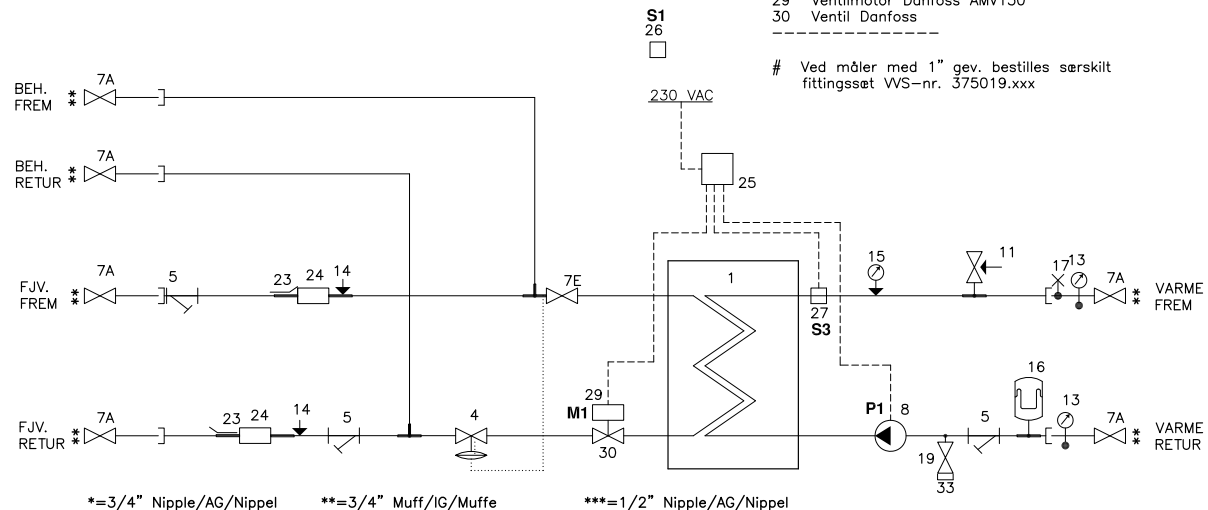 29 Ventilmotor Danfoss AMV150
30 Ventil Danfoss
# Ved måler med 1" gev. bestilles særskilt
fittingssæt VVS-nr. 375019.xxx
S1
26
230 VAC
25
BEH.
FREM
**
7A
BEH.
RETUR
**
7A
FJV.
FREM
**
7A
5
23
24
14
7E
1
27
S3
15
11
17
13
7A
**
VARME
FREM
FJV.
RETUR
**
7A
23
24
14
5
4
29
M1
30
P1
8
19
33
5
16
13
7A
**
VARME
RETUR
*=3/4" Nipple/AG/Nippel
**=3/4" Muff/IG/Muffe
***=1/2" Nipple/AG/Nippel